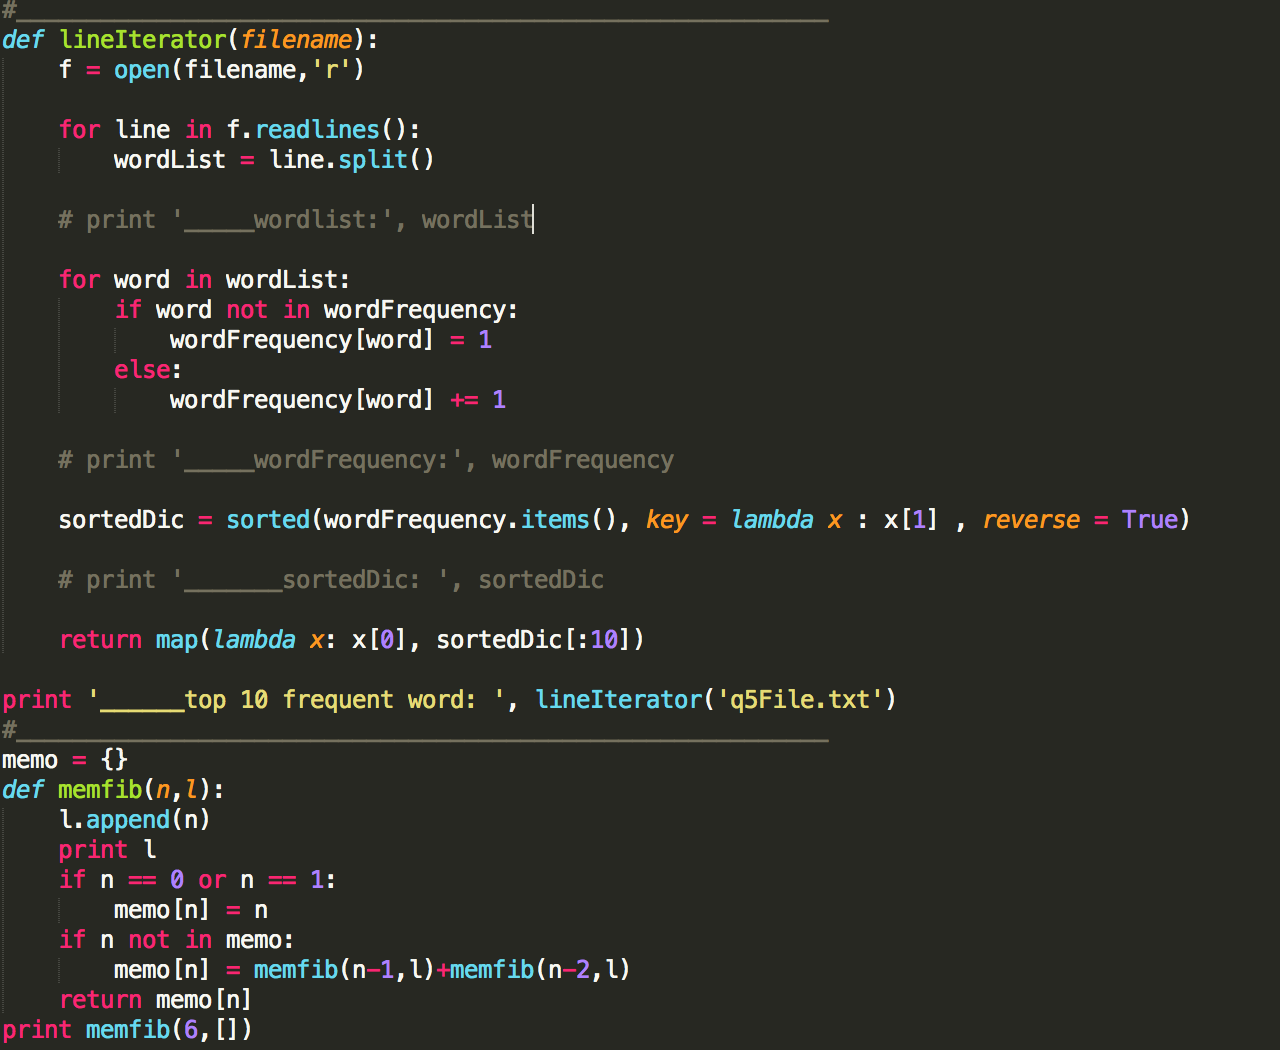 #__________________________________________________________
def lineIterator(filename):
    f = open(filename,'r')

    for line in f.readlines():
        wordList = line.split()

    # print '_____wordlist:', wordList

    for word in wordList:
        if word not in wordFrequency:
            wordFrequency[word] = 1
        else:
            wordFrequency[word] += 1

    # print '_____wordFrequency:', wordFrequency

    sortedDic = sorted(wordFrequency.items(), key = lambda x : x[1] , reverse = True)

    # print '_______sortedDic: ', sortedDic

    return map(lambda x: x[0], sortedDic[:10])

print '______top 10 frequent word: ', lineIterator('q5File.txt')
#__________________________________________________________
memo = {}
def memfib(n,l):
    l.append(n)
    print l
    if n == 0 or n == 1:
        memo[n] = n
    if n not in memo:
        memo[n] = memfib(n-1,l)+memfib(n-2,l)
    return memo[n]
print memfib(6,[])